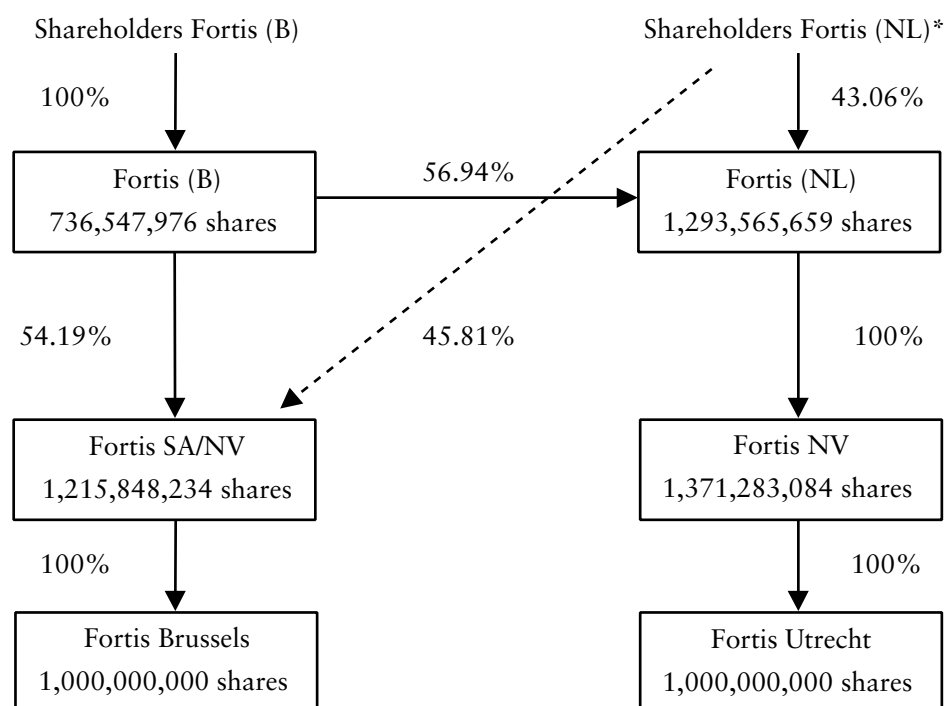 Shareholders Fortis (B)
Shareholders Fortis (NL)*
100%
43.06%
Fortis (B)
736,547,976 shares
56.94%
Fortis (NL)
1,293,565,659 shares
54.19%
45.81%
100%
Fortis SA/NV
1,215,848,234 shares
Fortis NV
1,371,283,084 shares
100%
100%
Fortis Brussels
1,000,000,000 shares
Fortis Utrecht
1,000,000,000 shares